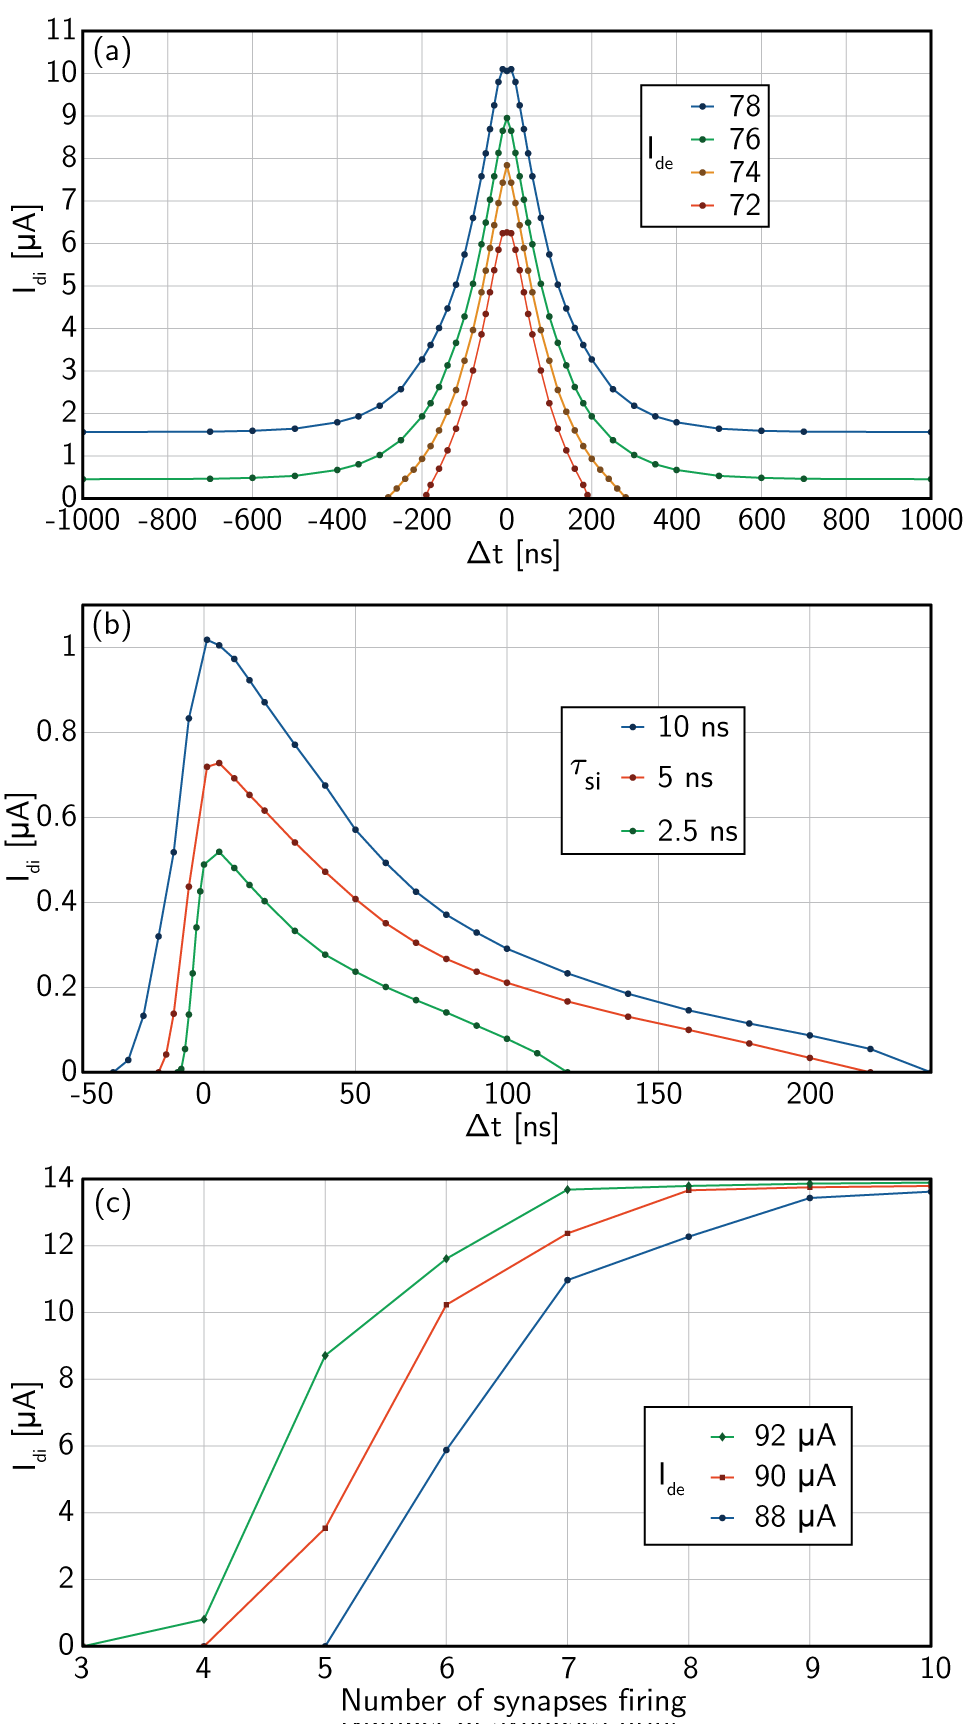 (a)
11
10
9
8
7
6
5
4
3
2
1
0
I_di [µA]
I_de
78
76
74
72
-1000 -800 -600 -400 -200 0 200 400 600 800 1000
Δt [ns]
(b)
1
0.8
0.6
0.4
0.2
0
I_di [µA]
τ_si
10 ns
5 ns
2.5 ns
-50 0 50 100 150 200
Δt [ns]
(c)
14
12
10
8
6
4
2
0
I_di [µA]
I_de
92 µA
90 µA
88 µA
3 4 5 6 7 8 9 10
Number of synapses firing